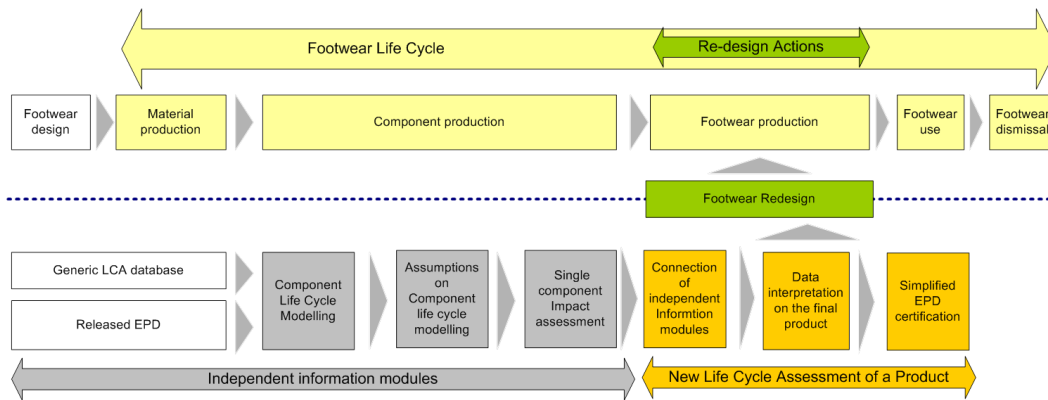 Footwear Life Cycle
Re-design Actions
Footwear
design
Material
production
Component production
Footwear production
Footwear
use
Footwear
dismissal
Footwear Redesign
Generic LCA database
Released EPD
Component
Life Cycle
Modelling
Assumptions
on
Component
life cycle
modelling
Single
component
Impact
assessment
Connection
of
independent
Informtion
modules
Data
interpretation
on the final
product
Simplified
EPD
certification
Independent information modules
New Life Cycle Assessment of a Product